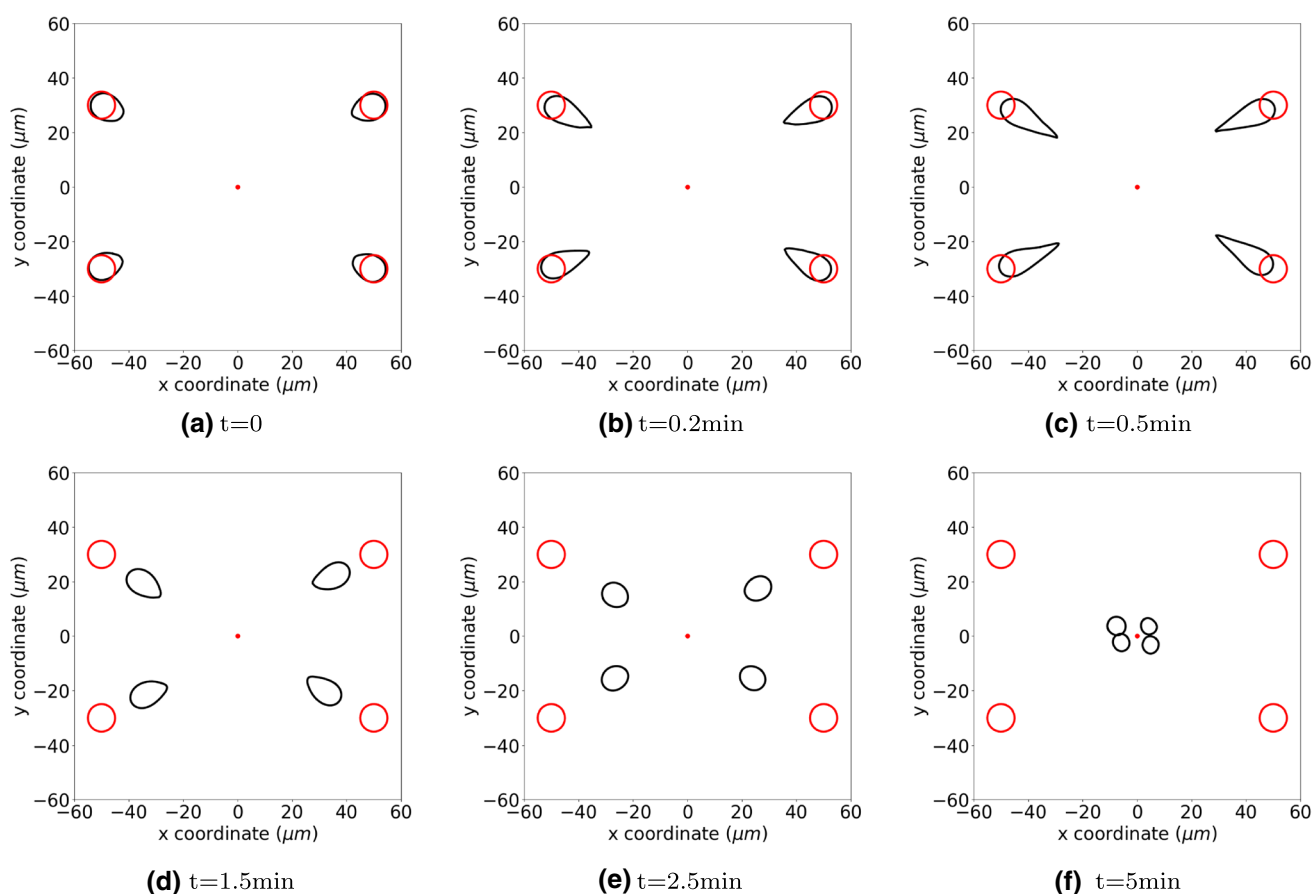 60
40
20
0
−20
−40
−60
−60 −40 −20 0 20 40 60
y coordinate (μm)
x coordinate (μm)
(a) t=0
60
40
20
0
−20
−40
−60
−60 −40 −20 0 20 40 60
y coordinate (μm)
x coordinate (μm)
(b) t=0.2min
60
40
20
0
−20
−40
−60
−60 −40 −20 0 20 40 60
y coordinate (μm)
x coordinate (μm)
(c) t=0.5min
60
40
20
0
−20
−40
−60
−60 −40 −20 0 20 40 60
y coordinate (μm)
x coordinate (μm)
(d) t=1.5min
60
40
20
0
−20
−40
−60
−60 −40 −20 0 20 40 60
y coordinate (μm)
x coordinate (μm)
(e) t=2.5min
60
40
20
0
−20
−40
−60
−60 −40 −20 0 20 40 60
y coordinate (μm)
x coordinate (μm)
(f) t=5min